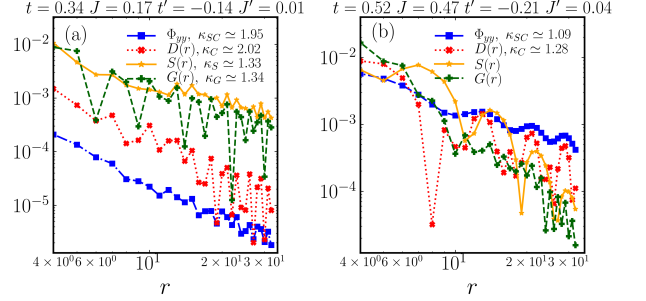 t = 0.34 J = 0.17 t′ = −0.14 J′ = 0.01
(a)
Φyy, κSC ≃ 1.95
D(r), κC ≃ 2.02
S(r), κS ≃ 1.33
G(r), κG ≃ 1.34
10⁻²
10⁻³
10⁻⁴
10⁻⁵
4 × 10⁰ 6 × 10⁰ 10¹ 2 × 10¹ 3 × 10¹
r
t = 0.52 J = 0.47 t′ = −0.21 J′ = 0.04
(b)
Φyy, κSC ≃ 1.09
D(r), κC ≃ 1.28
S(r)
G(r)
10⁻²
10⁻³
10⁻⁴
4 × 10⁰ 6 × 10⁰ 10¹ 2 × 10¹ 3 × 10¹
r